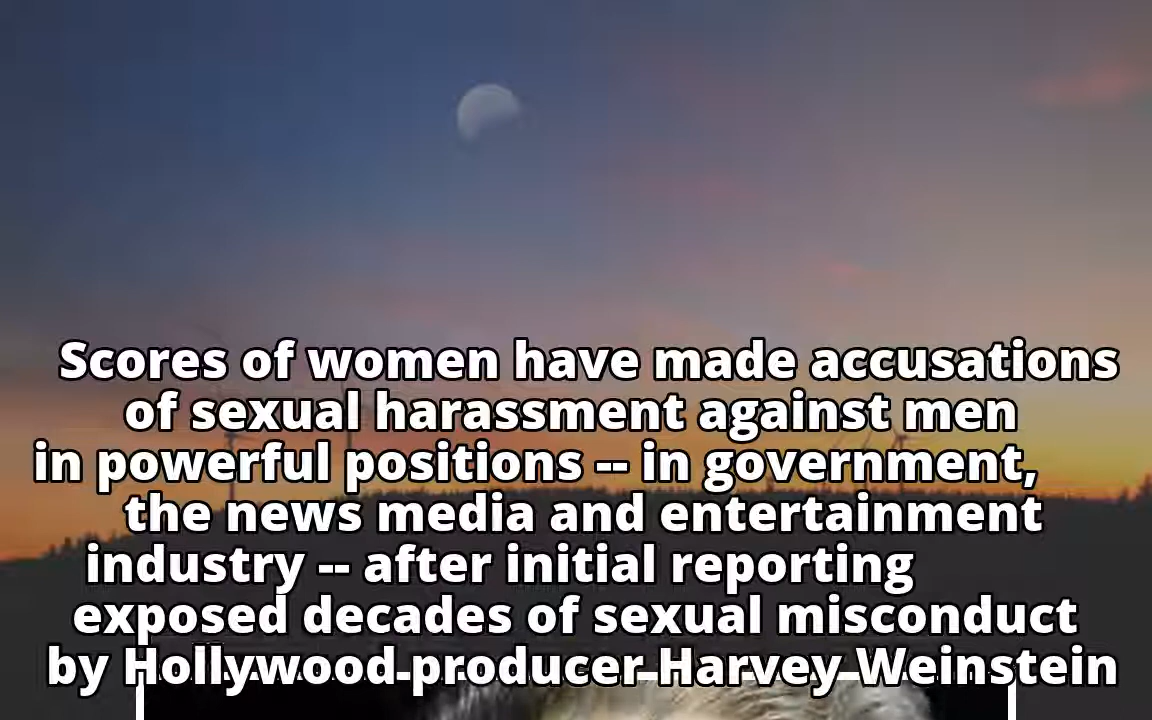 Scores of women have made accusations
of sexual harassment against men
in powerful positions -- in government,
the news media and entertainment
industry -- after initial reporting
exposed decades of sexual misconduct
by Hollywood producer Harvey Weinstein